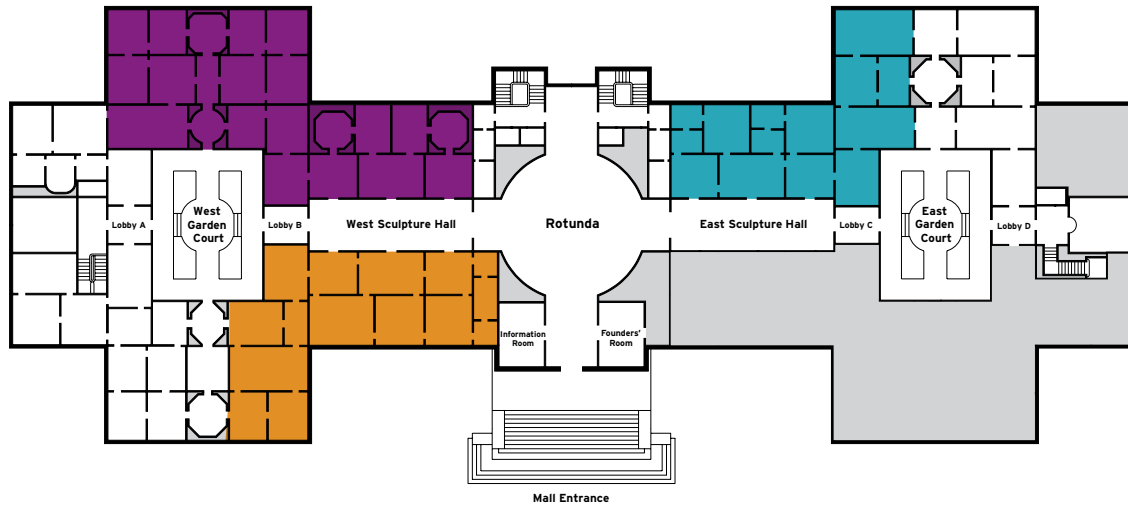 Lobby A
West
Garden
Court
Lobby B
West Sculpture Hall
Rotunda
East Sculpture Hall
Lobby C
East
Garden
Court
Lobby D
Information
Room
Founders'
Room
Mall Entrance